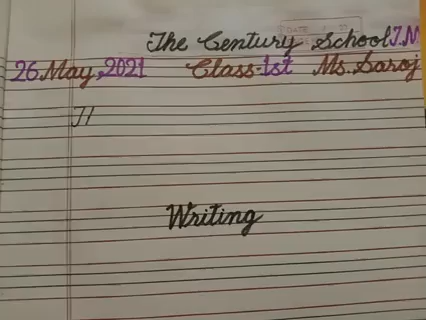 The Century School J.N
26 May, 2021 Class-1st Ms. Saroj
Writing